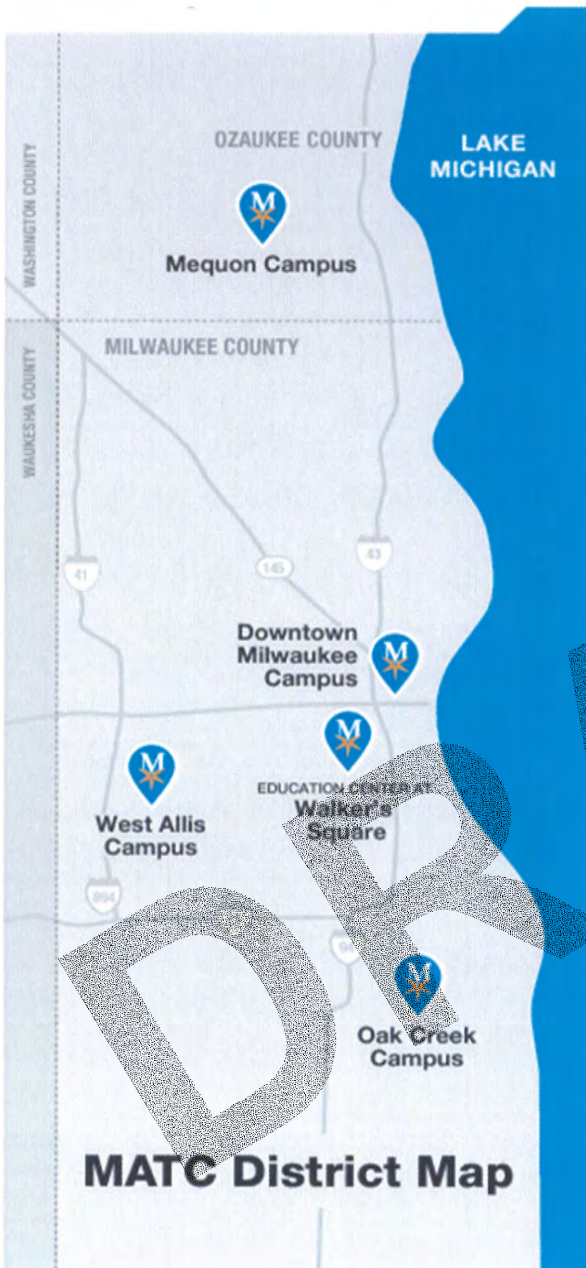 OZAUKEE COUNTY
LAKE
MICHIGAN
WASHINGTON COUNTY
M
Mequon Campus
MILWAUKEE COUNTY
WAUKESHA COUNTY
41
145
43
Downtown
Milwaukee
Campus
M
M
EDUCATION CENTER AT
Walker's
Square
M
West Allis
Campus
894
M
Oak Creek
Campus
MATC District Map
DR